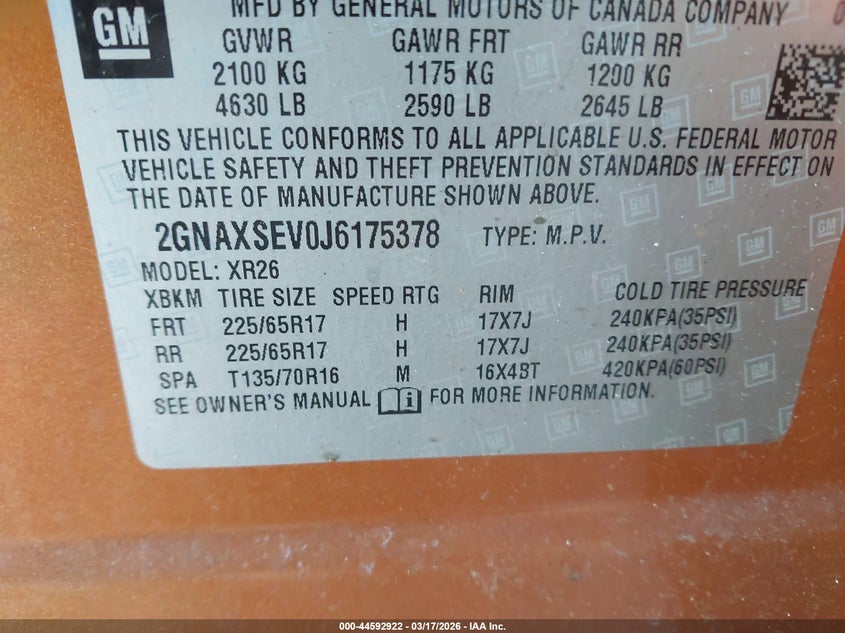 GM
MFD BY GENERAL MOTORS OF CANADA COMPANY
GVWR GAWR FRT GAWR RR
2100 KG 1175 KG 1200 KG
4630 LB 2590 LB 2645 LB
THIS VEHICLE CONFORMS TO ALL APPLICABLE U.S. FEDERAL MOTOR
VEHICLE SAFETY AND THEFT PREVENTION STANDARDS IN EFFECT ON
THE DATE OF MANUFACTURE SHOWN ABOVE.
2GNAXSEV0J6175378 TYPE: M.P.V.
MODEL: XR26
XBKM TIRE SIZE SPEED RTG RIM COLD TIRE PRESSURE
FRT 225/65R17 H 17X7J 240KPA(35PSI)
RR 225/65R17 H 17X7J 240KPA(35PSI)
SPA T135/70R16 M 16X4BT 420KPA(60PSI)
SEE OWNER'S MANUAL FOR MORE INFORMATION.
000-44592922 | 03/17/2026 | IAA Inc.